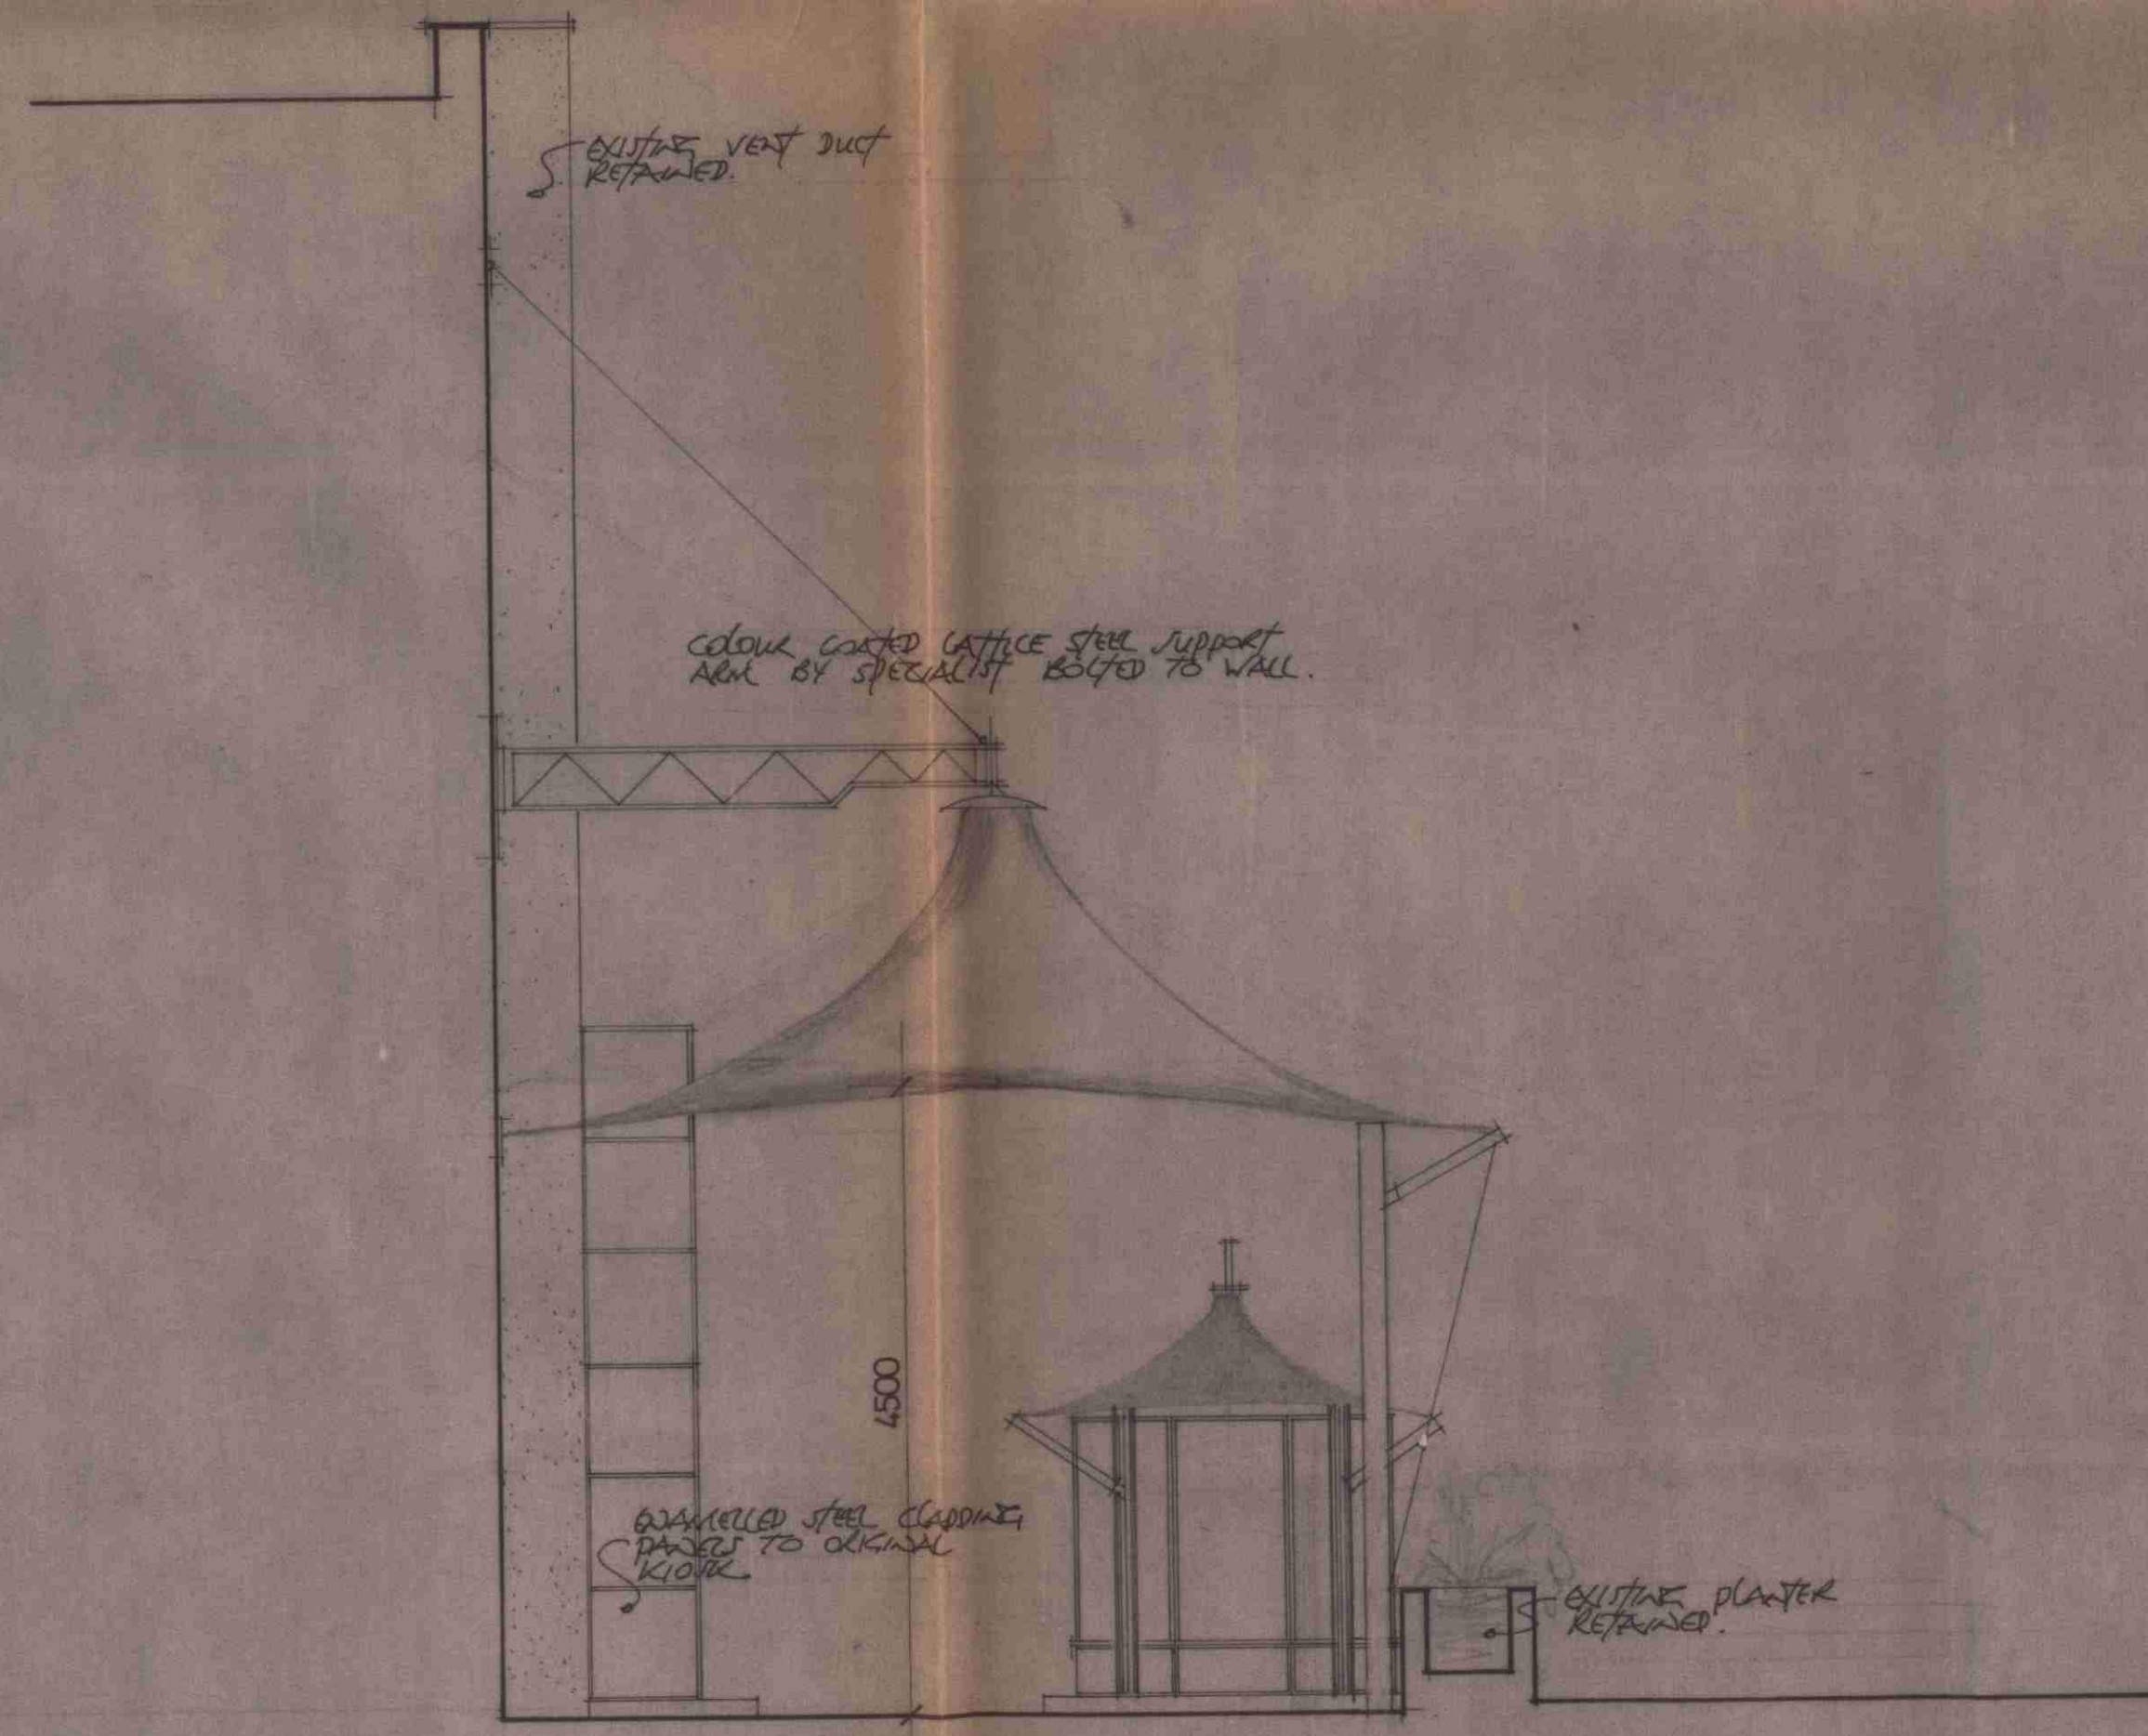 EXISTING VENT DUCT
RETAINED.
COLOUR COATED LATTICE STEEL SUPPORT
ARM BY SPECIALIST BOLTED TO WALL.
4500
ENAMELLED STEEL CLADDING
PANELS TO ORIGINAL
KIOSK
EXISTING PLANTER
RETAINED.